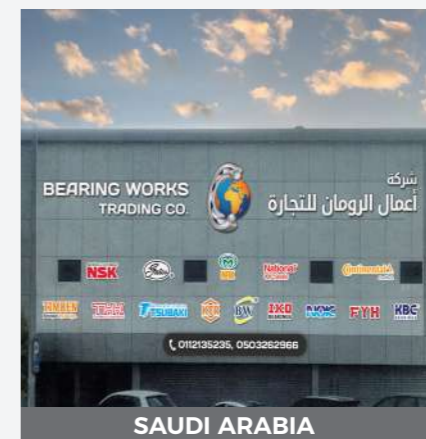 BEARING WORKS
TRADING CO.
شركة
أعمال الرومان للتجارة
NSK
National
Continental
TIMKEN
TSUBAKI
BW
IKO
FYH
KBC
0112135235, 0503262966
SAUDI ARABIA